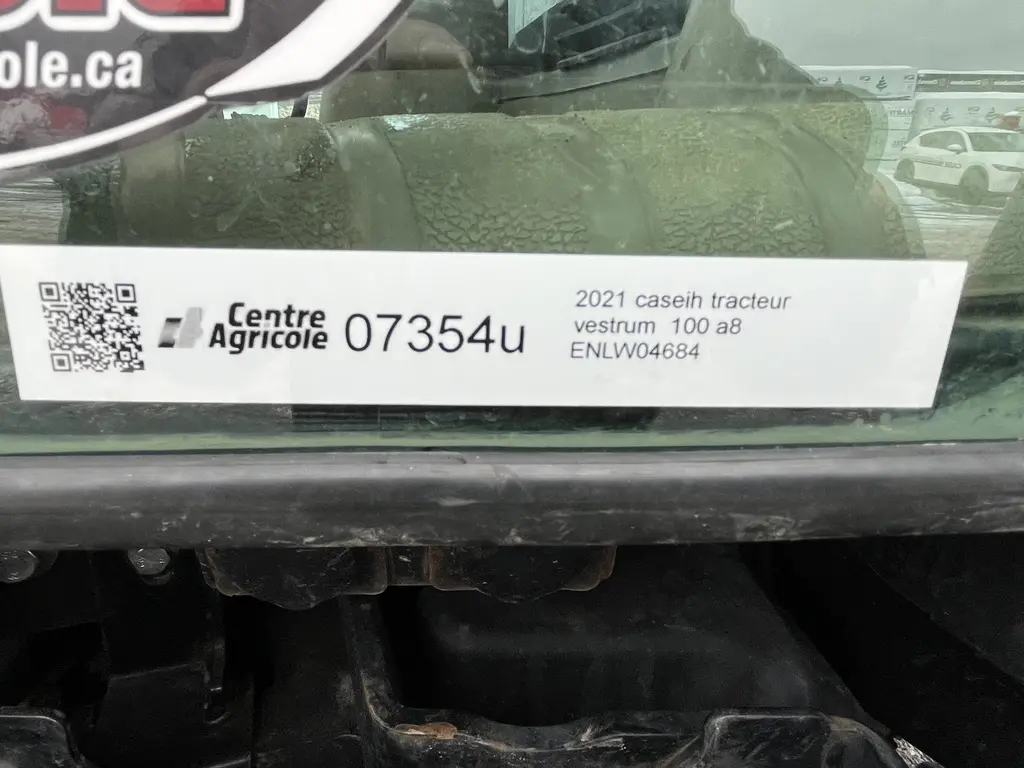 ole.ca
Centre
Agricole
07354u
2021 caseih tracteur
vestrum 100 a8
ENLW04684